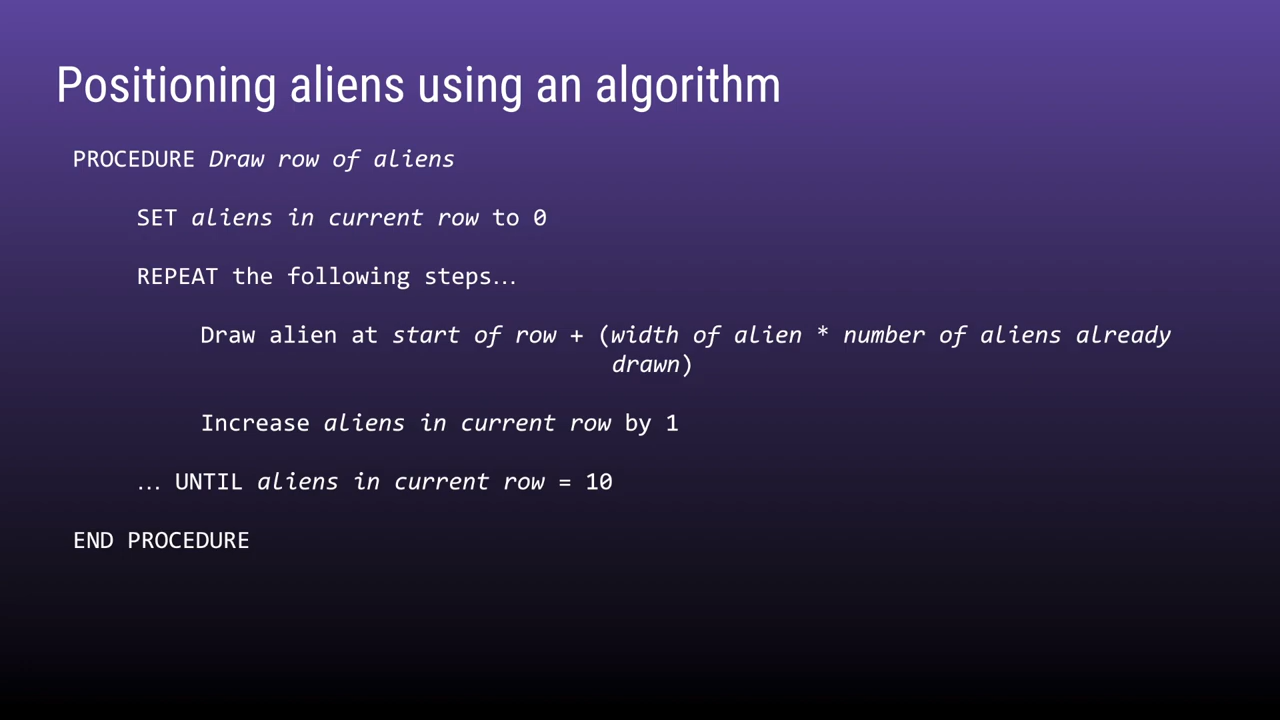 Positioning aliens using an algorithm
PROCEDURE Draw row of aliens
SET aliens in current row to 0
REPEAT the following steps…
Draw alien at start of row + (width of alien * number of aliens already
drawn)
Increase aliens in current row by 1
… UNTIL aliens in current row = 10
END PROCEDURE